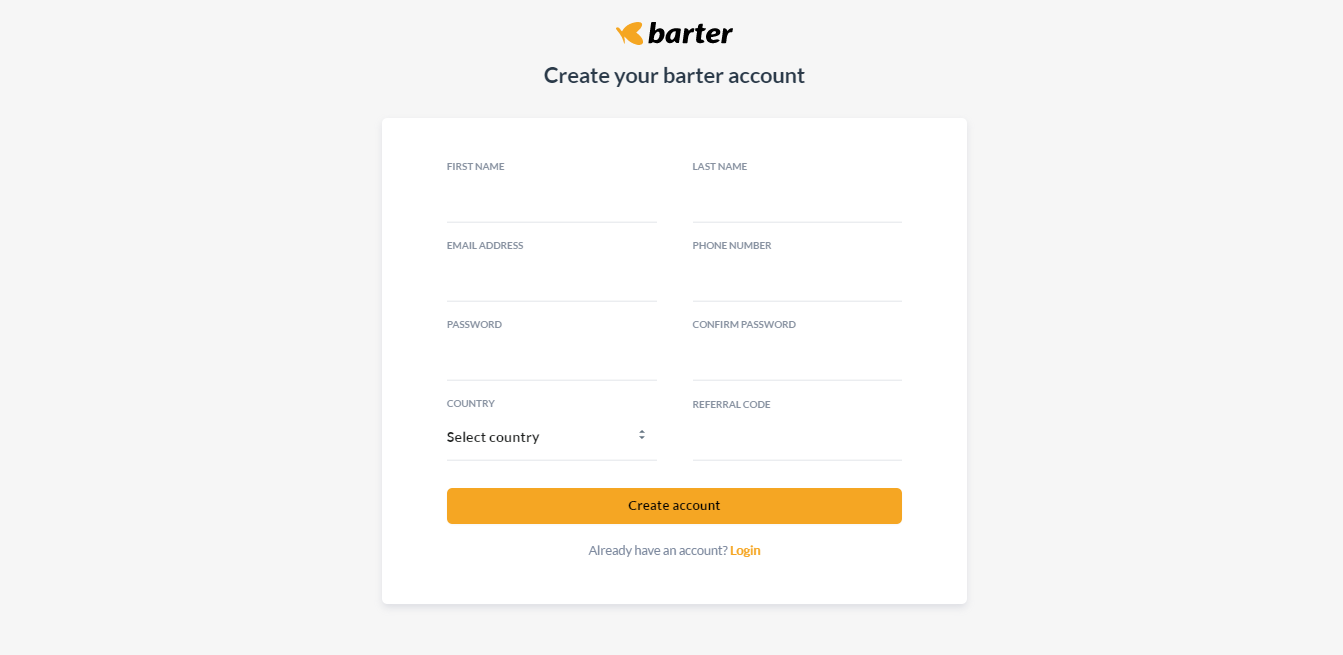 barter
Create your barter account
FIRST NAME
LAST NAME
EMAIL ADDRESS
PHONE NUMBER
PASSWORD
CONFIRM PASSWORD
COUNTRY
REFERRAL CODE
Select country
Create account
Already have an account? Login